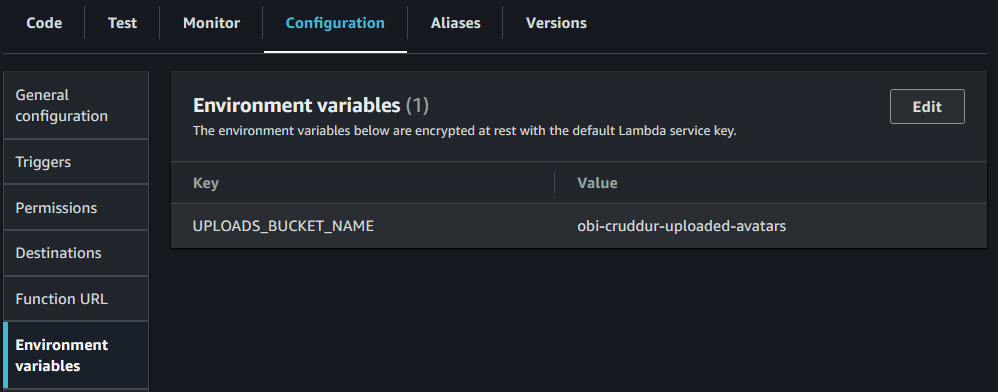 Code Test Monitor Configuration Aliases Versions
General
configuration
Triggers
Permissions
Destinations
Function URL
Environment
variables
Environment variables (1)
Edit
The environment variables below are encrypted at rest with the default Lambda service key.
Key Value
UPLOADS_BUCKET_NAME obi-cruddur-uploaded-avatars